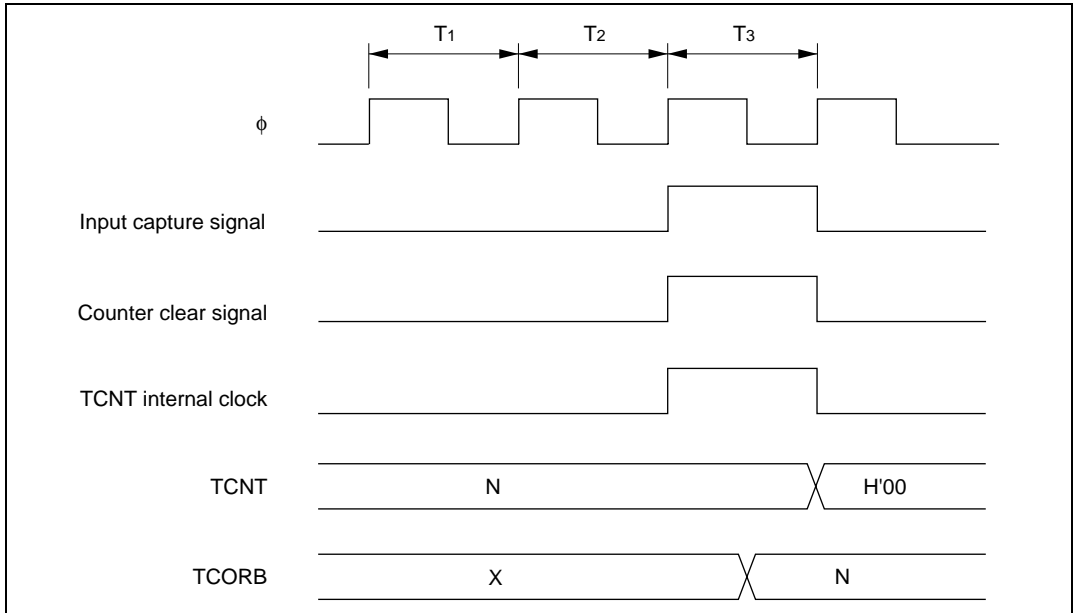 T1 T2 T3
φ
Input capture signal
Counter clear signal
TCNT internal clock
TCNT N H'00
TCORB X N